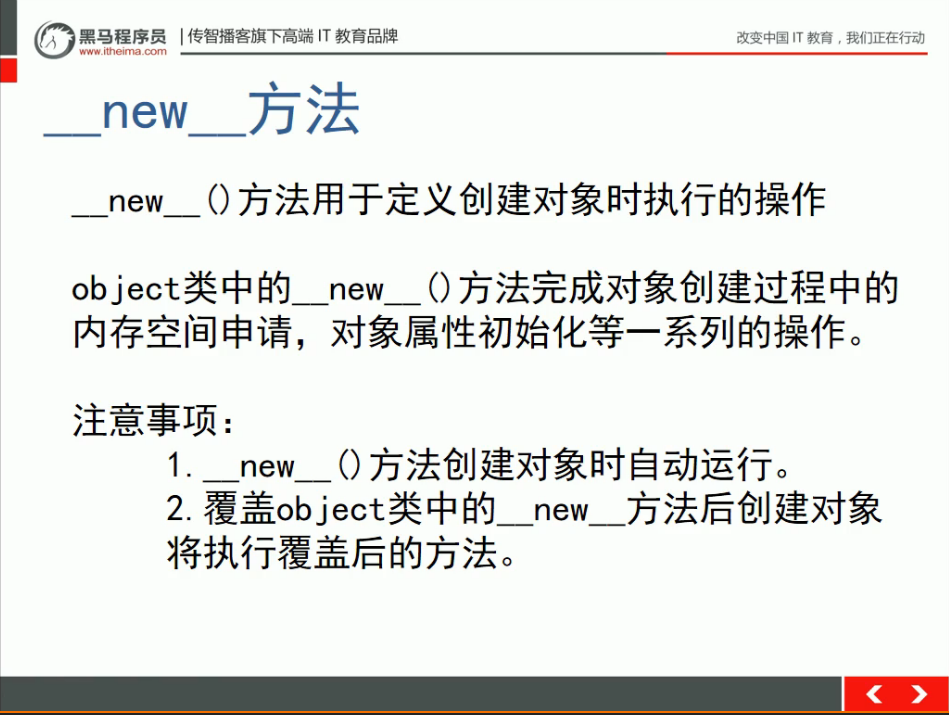 黑马程序员
www.itheima.com
|传智播客旗下高端 IT 教育品牌
改变中国 IT 教育，我们正在行动
__new__方法
__new__()方法用于定义创建对象时执行的操作
object类中的__new__()方法完成对象创建过程中的
内存空间申请，对象属性初始化等一系列的操作。
注意事项：
1.__new__()方法创建对象时自动运行。
2.覆盖object类中的__new__方法后创建对象
将执行覆盖后的方法。